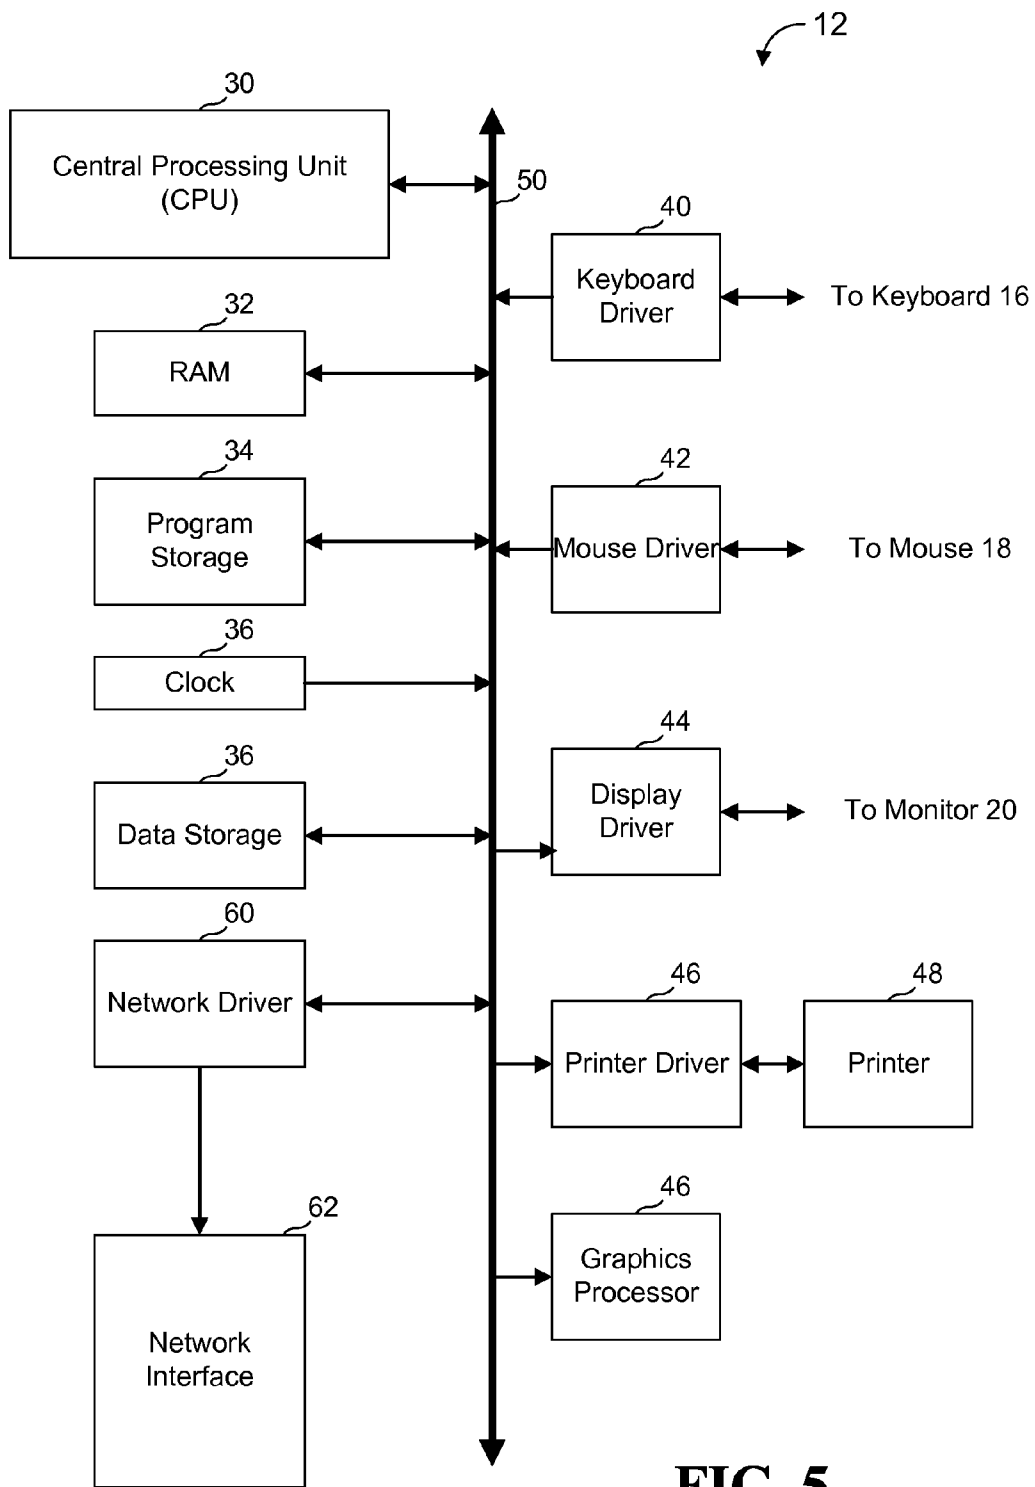 12
30
Central Processing Unit
(CPU)
50
40
Keyboard
Driver
To Keyboard 16
32
RAM
34
Program
Storage
42
Mouse Driver
To Mouse 18
36
Clock
44
Display
Driver
To Monitor 20
36
Data Storage
60
Network Driver
46
Printer Driver
48
Printer
62
Network
Interface
46
Graphics
Processor
FIG. 5